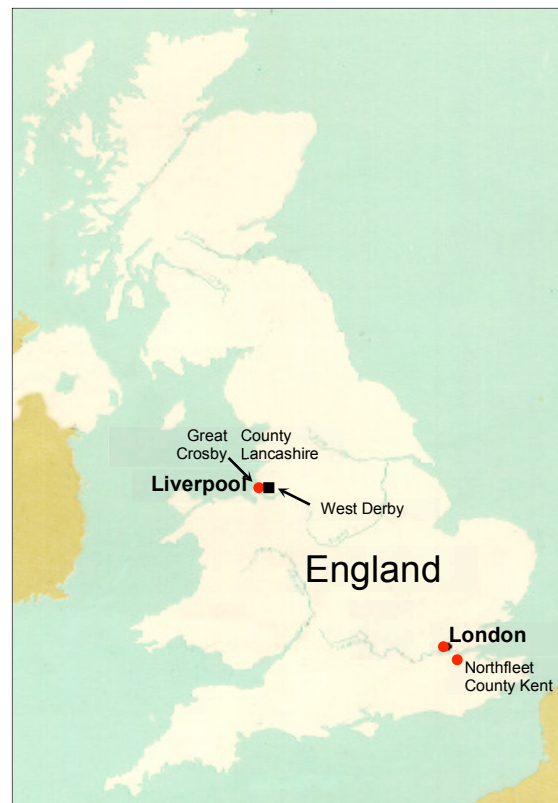 Great
Crosby
County
Lancashire
Liverpool
West Derby
England
London
Northfleet
County Kent